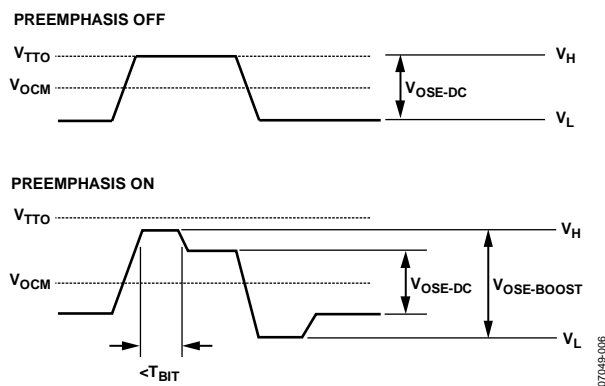 PREEMPHASIS OFF
VTTO
VH
VOCM
VOSE-DC
VL
PREEMPHASIS ON
VTTO
VH
VOCM
VOSE-DC
VOSE-BOOST
VL
<TBIT
07049-006